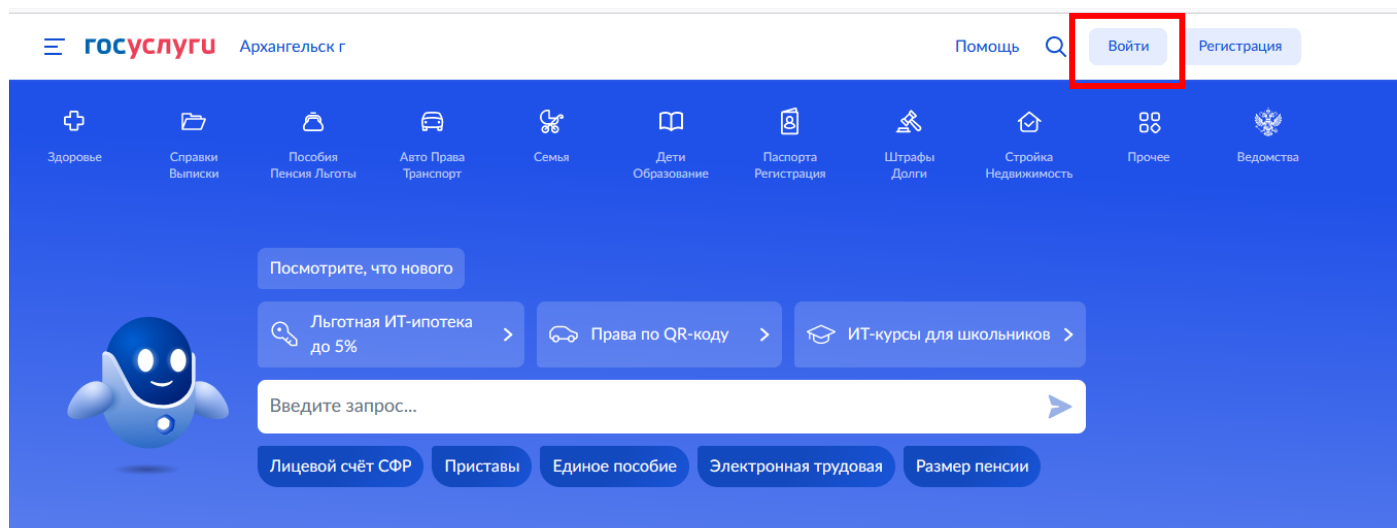 госуслуги Архангельск г Помощь Войти Регистрация
Здоровье
Справки
Выписки
Пособия
Пенсия Льготы
Авто Права
Транспорт
Семья
Дети
Образование
Паспорта
Регистрация
Штрафы
Долги
Стройка
Недвижимость
Прочее
Ведомства
Посмотрите, что нового
Льготная ИТ-ипотека
до 5%
Права по QR-коду
ИТ-курсы для школьников
Введите запрос...
Лицевой счёт СФР Приставы Единое пособие Электронная трудовая Размер пенсии